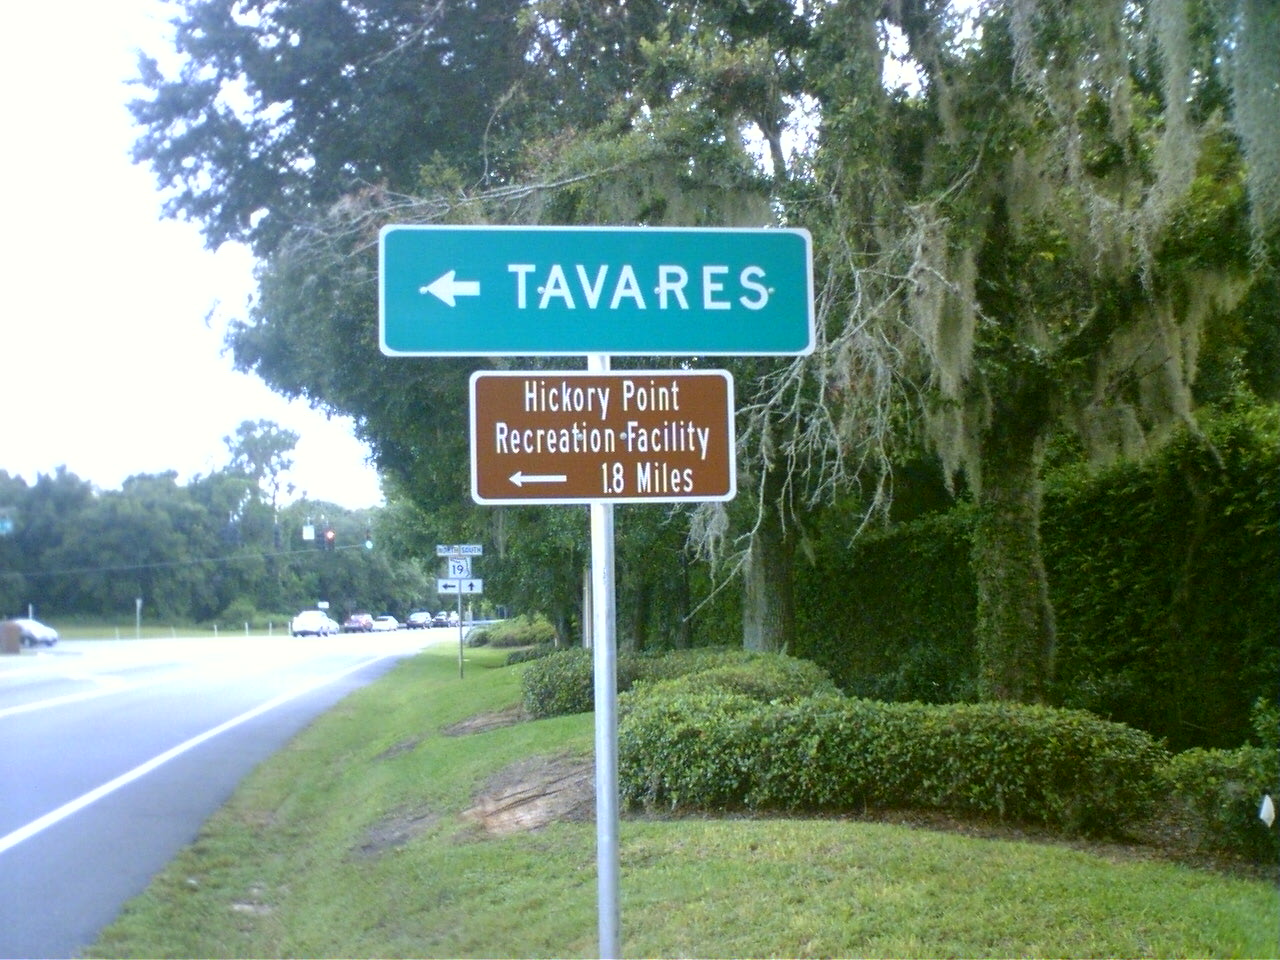 TAVARES
Hickory Point
Recreation Facility
1.8 Miles
NORTH SOUTH
19